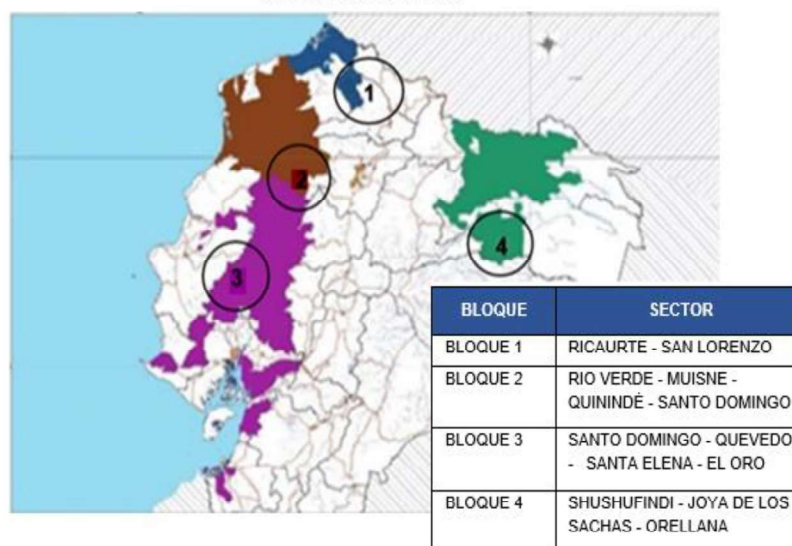 1
2
3
4
BLOQUE SECTOR
BLOQUE 1 RICAURTE - SAN LORENZO
BLOQUE 2 RIO VERDE - MUISNE -
QUININDÉ - SANTO DOMINGO
BLOQUE 3 SANTO DOMINGO - QUEVEDO
- SANTA ELENA - EL ORO
BLOQUE 4 SHUSHUFINDI - JOYA DE LOS
SACHAS - ORELLANA